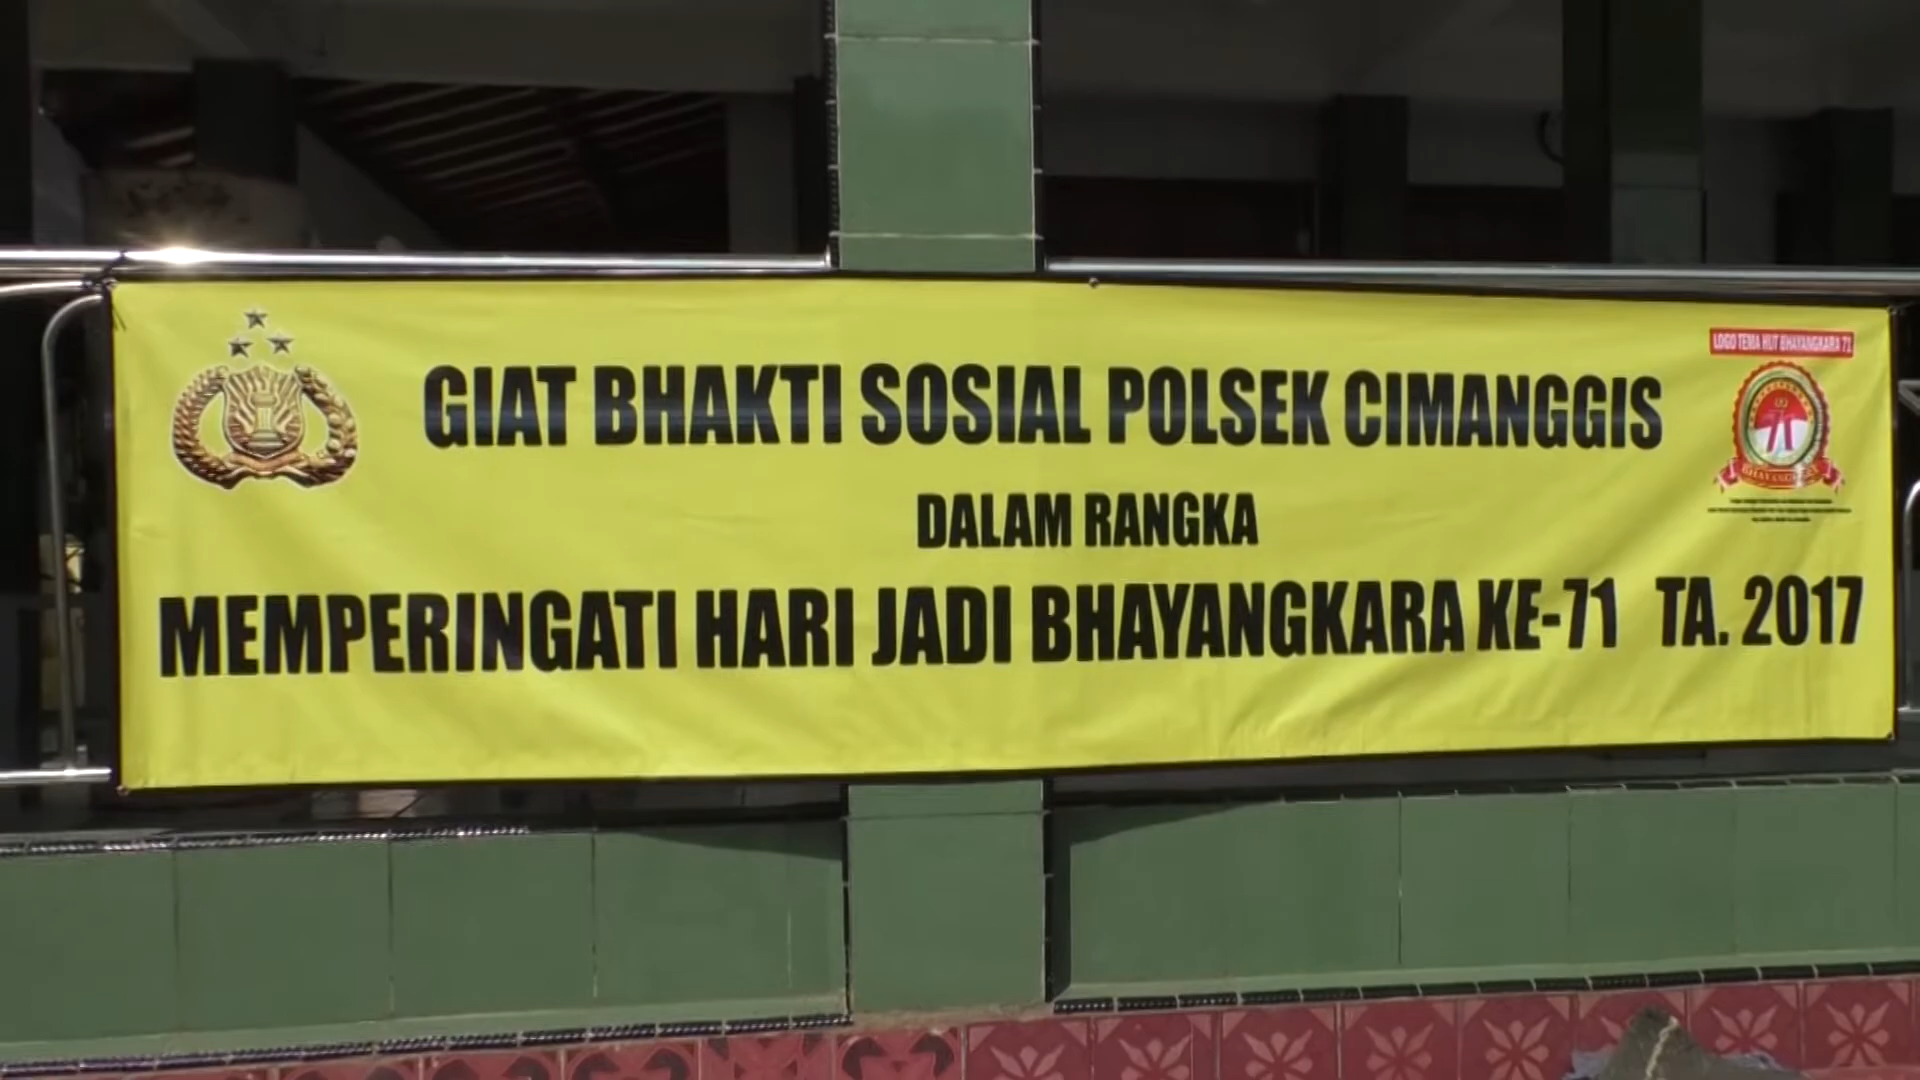 GIAT BHAKTI SOSIAL POLSEK CIMANGGIS
DALAM RANGKA
MEMPERINGATI HARI JADI BHAYANGKARA KE-71 TA. 2017
LOGO TEMA HUT BHAYANGKARA 71
71